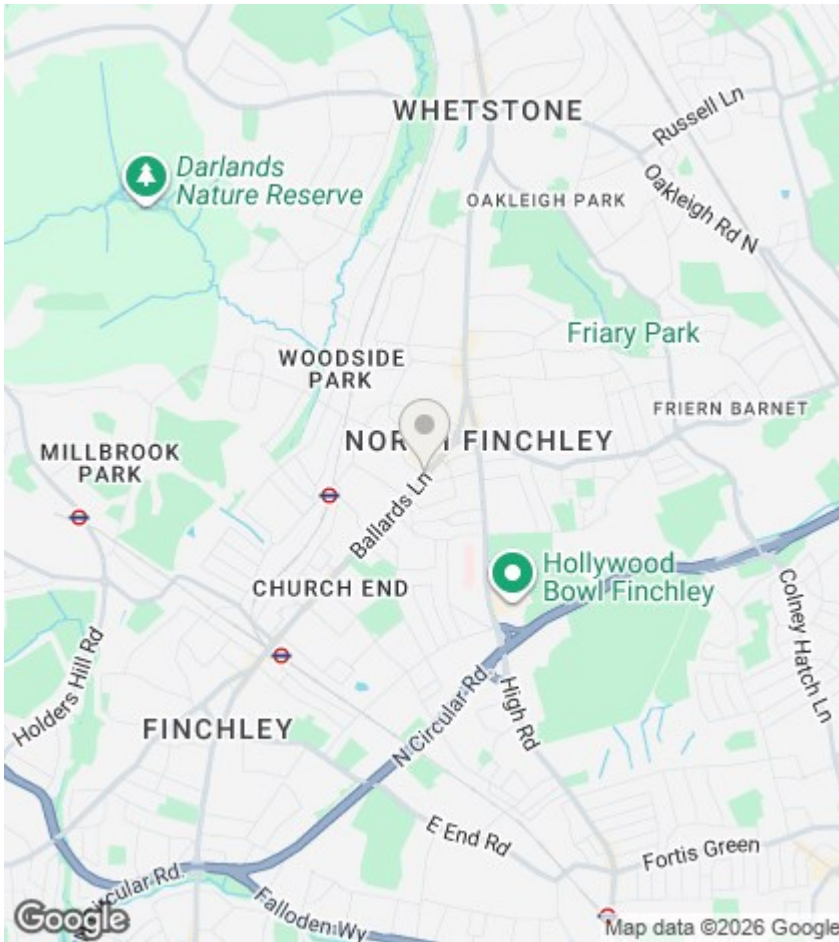 WHETSTONE
Russell Ln
Darlands
Nature Reserve
OAKLEIGH PARK
Oakleigh Rd N
Friary Park
WOODSIDE
PARK
FRIERN BARNET
NORTH FINCHLEY
MILLBROOK
PARK
Ballards Ln
Hollywood
Bowl Finchley
CHURCH END
Colney Hatch Ln
Holders Hill Rd
High Rd
FINCHLEY
N Circular Rd.
E End Rd
Fortis Green
Circular Rd.
Falloden Wy
Google
Map data ©2026 Google